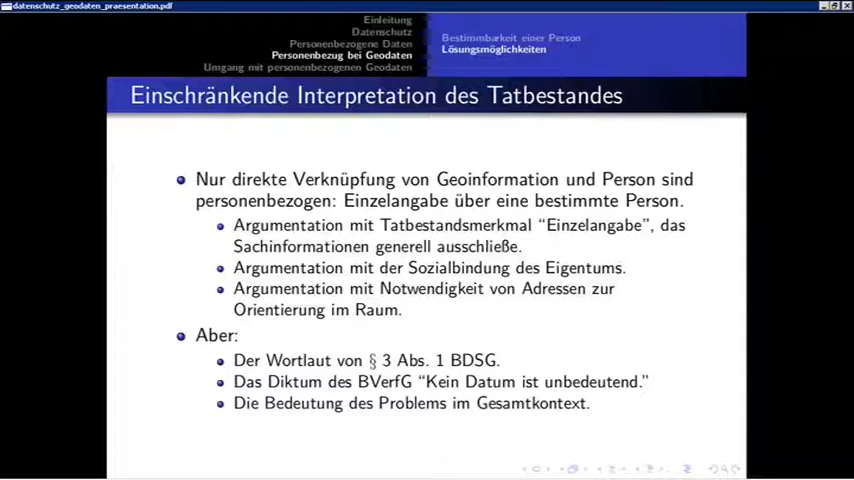 datenschutz_geodaten_praesentation.pdf
Einleitung
Datenschutz
Personenbezogene Daten
Personenbezug bei Geodaten
Umgang mit personenbezogenen Geodaten
Bestimmbarkeit einer Person
Lösungsmöglichkeiten
Einschränkende Interpretation des Tatbestandes
Nur direkte Verknüpfung von Geoinformation und Person sind
personenbezogen: Einzelangabe über eine bestimmte Person.
Argumentation mit Tatbestandsmerkmal “Einzelangabe”, das
Sachinformationen generell ausschließe.
Argumentation mit der Sozialbindung des Eigentums.
Argumentation mit Notwendigkeit von Adressen zur
Orientierung im Raum.
Aber:
Der Wortlaut von § 3 Abs. 1 BDSG.
Das Diktum des BVerfG “Kein Datum ist unbedeutend.”
Die Bedeutung des Problems im Gesamtkontext.